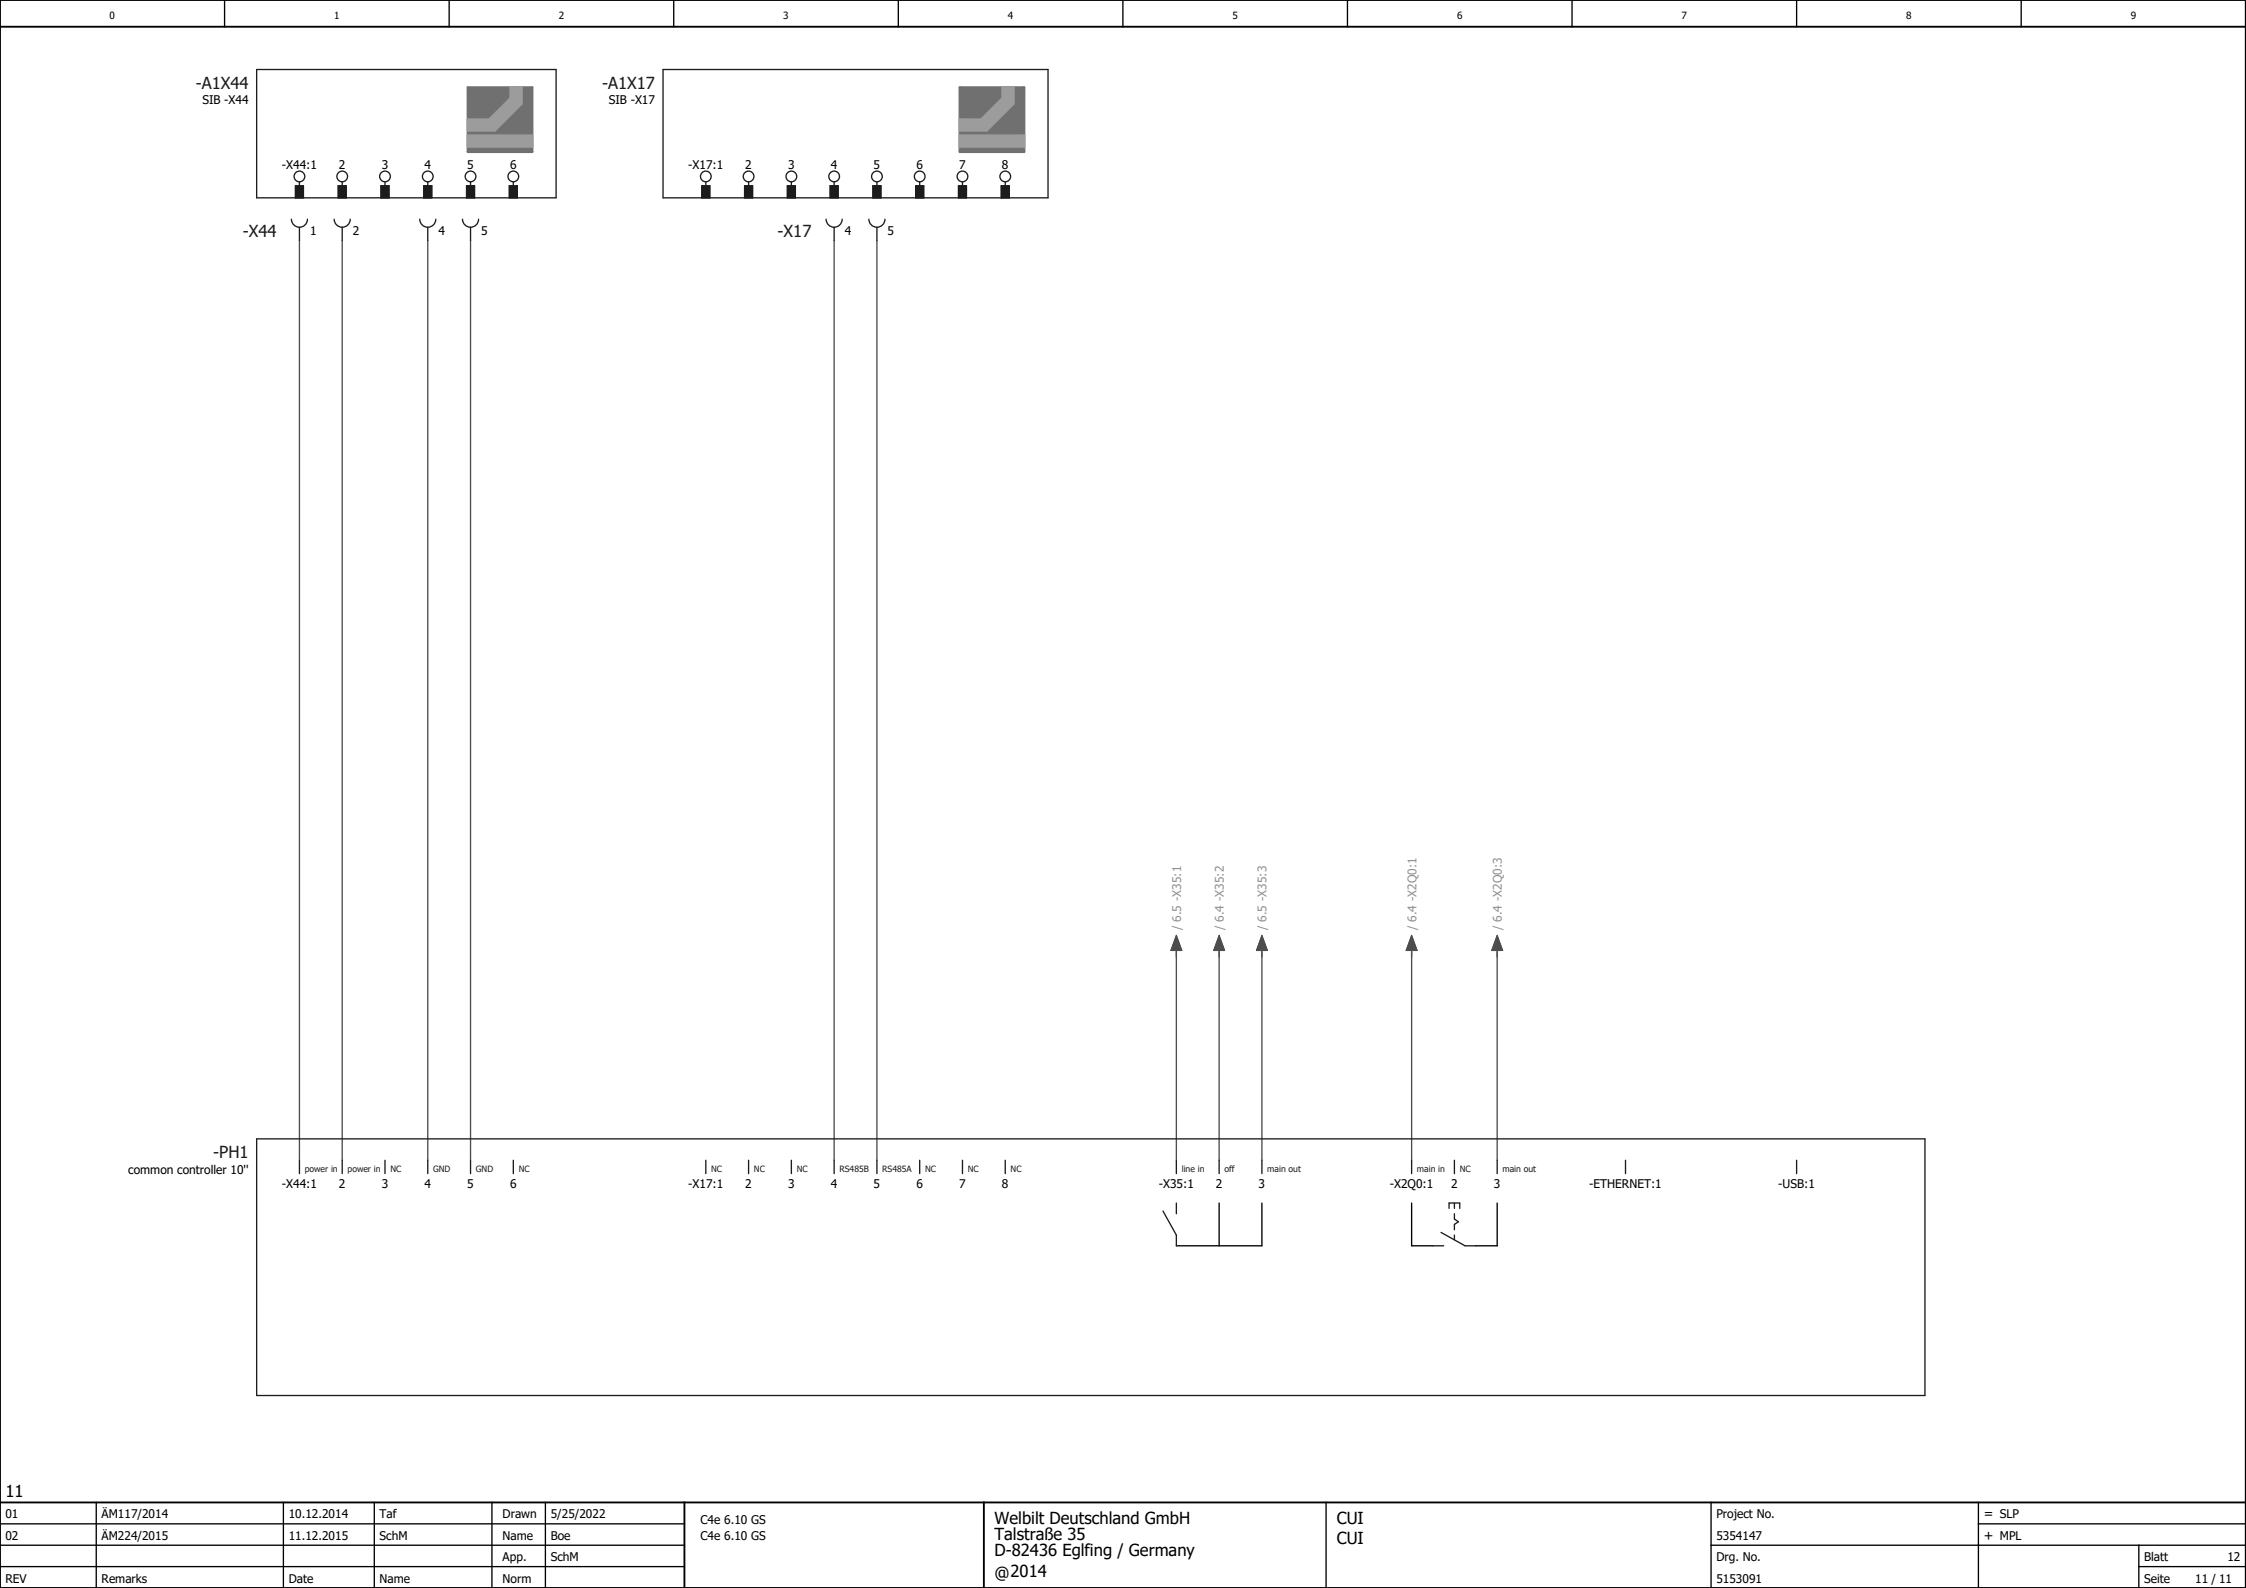 0 1 2 3 4 5 6 7 8 9
-A1X44
SIB -X44
-X44:1 2 3 4 5 6
-A1X17
SIB -X17
-X17:1 2 3 4 5 6 7 8
-X44 1 2 4 5
-X17 4 5
/ 6.5 -X35:1
/ 6.4 -X35:2
/ 6.5 -X35:3
/ 6.4 -X2Q0:1
/ 6.4 -X2Q0:3
-PH1
common controller 10"
power in power in NC GND GND NC
-X44:1 2 3 4 5 6
NC NC NC RS485B RS485A NC NC NC
-X17:1 2 3 4 5 6 7 8
line in off main out
-X35:1 2 3
main in NC main out
-X2Q0:1 2 3
-ETHERNET:1
-USB:1
11
01 ÄM117/2014 10.12.2014 Taf Drawn 5/25/2022
02 ÄM224/2015 11.12.2015 SchM Name Boe
App. SchM
REV Remarks Date Name Norm
C4e 6.10 GS
C4e 6.10 GS
Welbilt Deutschland GmbH
Talstraße 35
D-82436 Eglfing / Germany
@2014
CUI
CUI
Project No.
5354147
Drg. No.
5153091
= SLP
+ MPL
Blatt 12
Seite 11 / 11